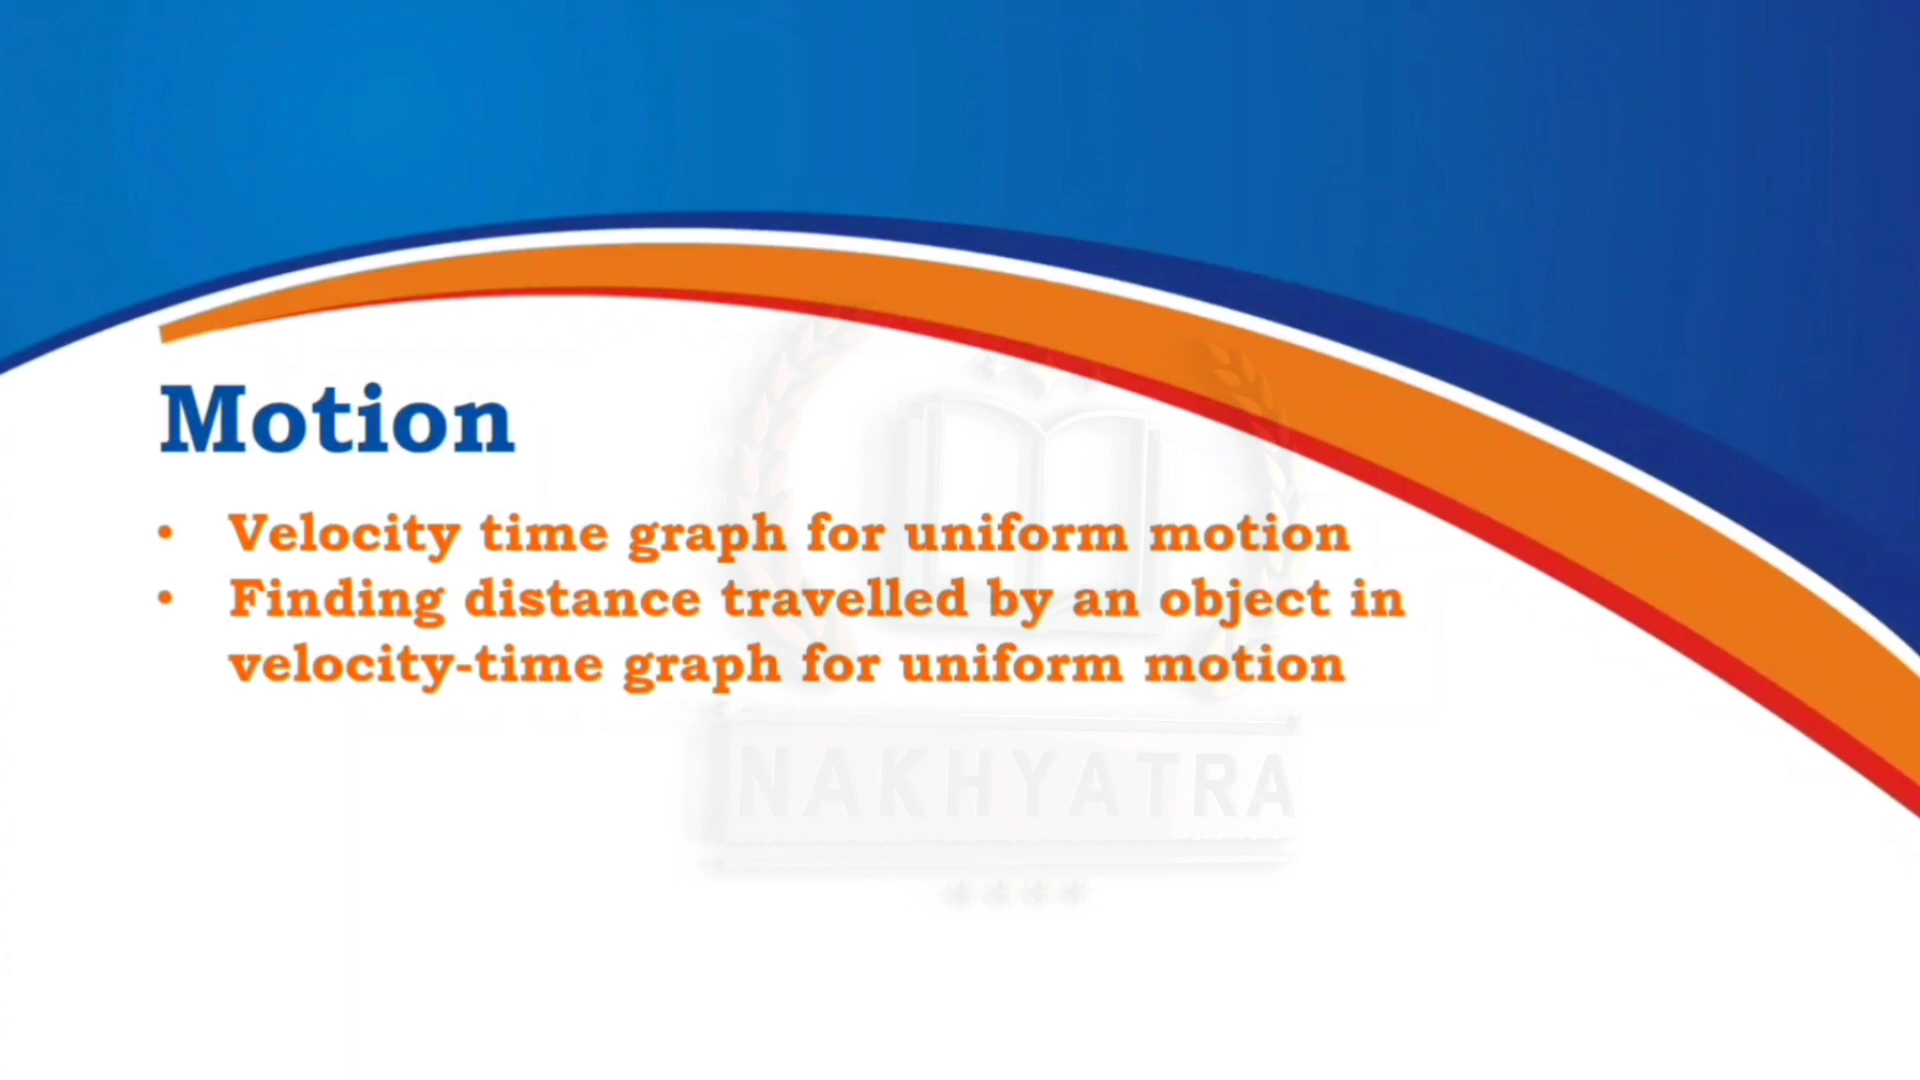 Motion
• Velocity time graph for uniform motion
• Finding distance travelled by an object in
velocity-time graph for uniform motion
NAKHYATRA